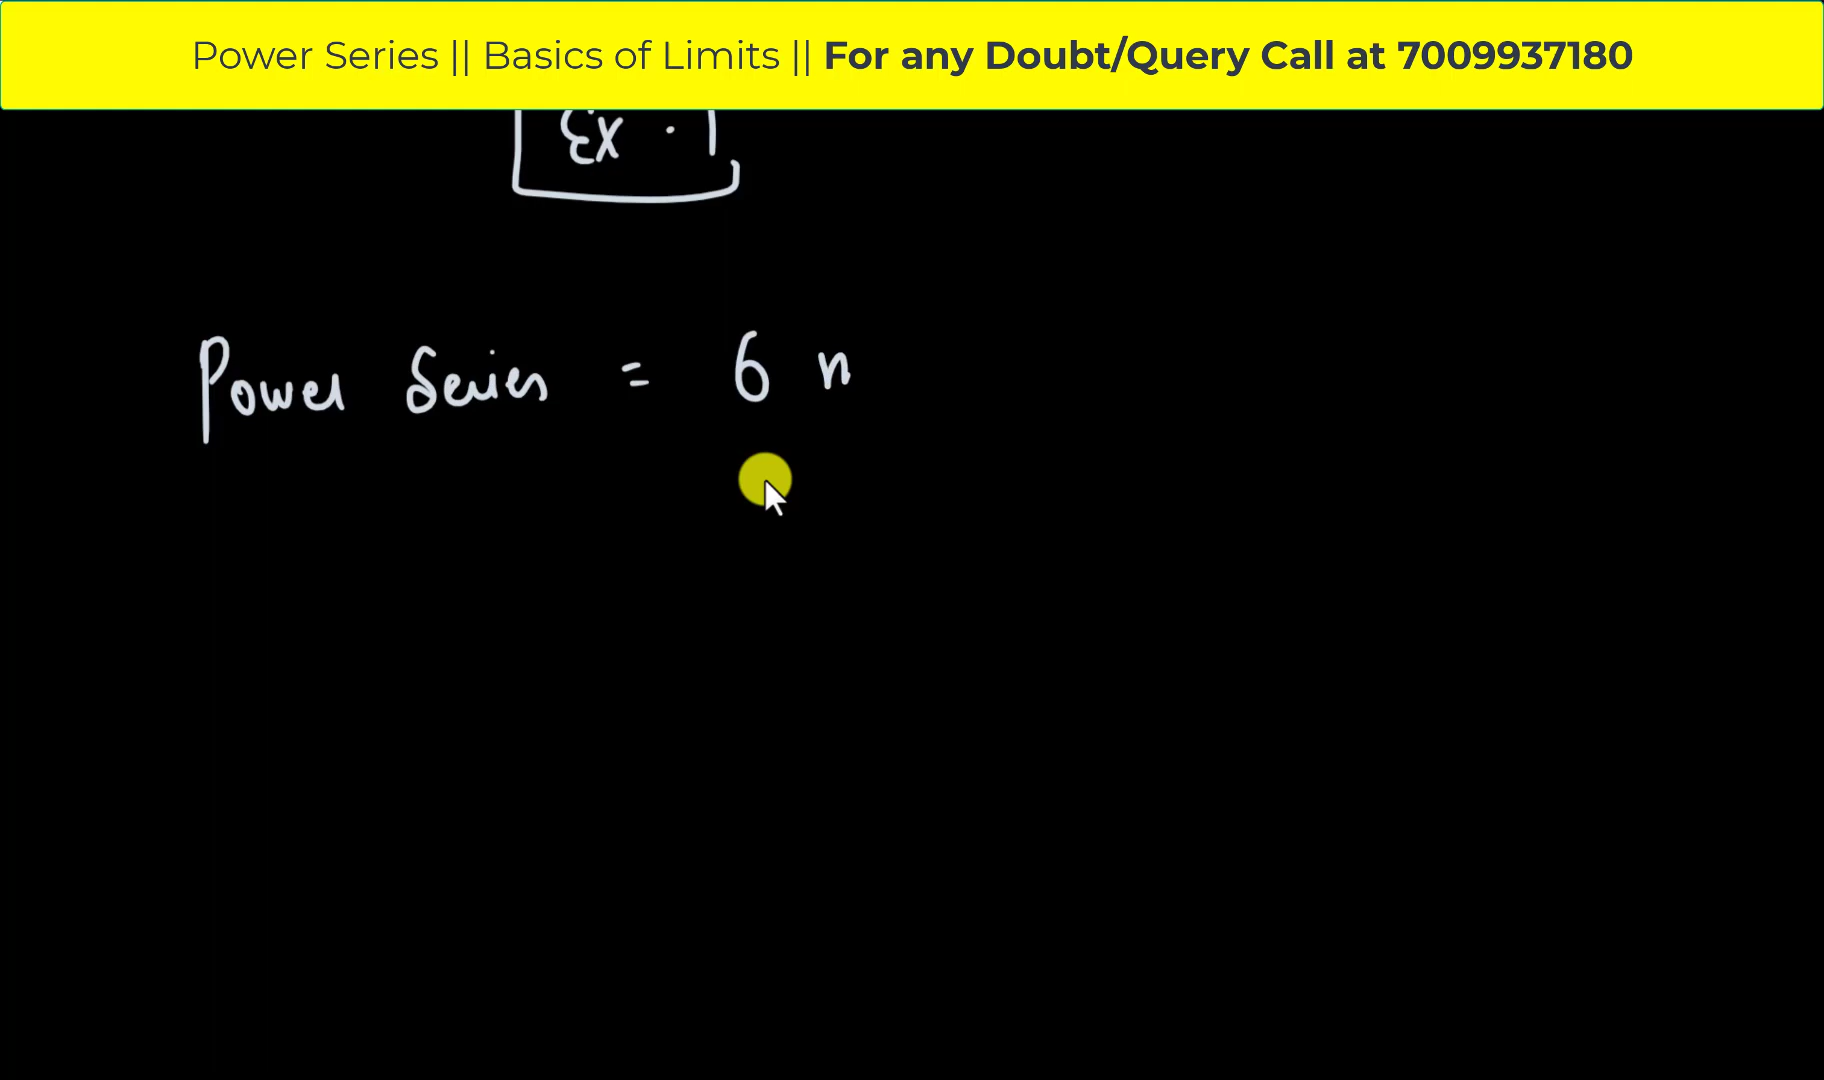 Power Series || Basics of Limits || For any Doubt/Query Call at 7009937180
Ex. 1
Power Series = 6 n